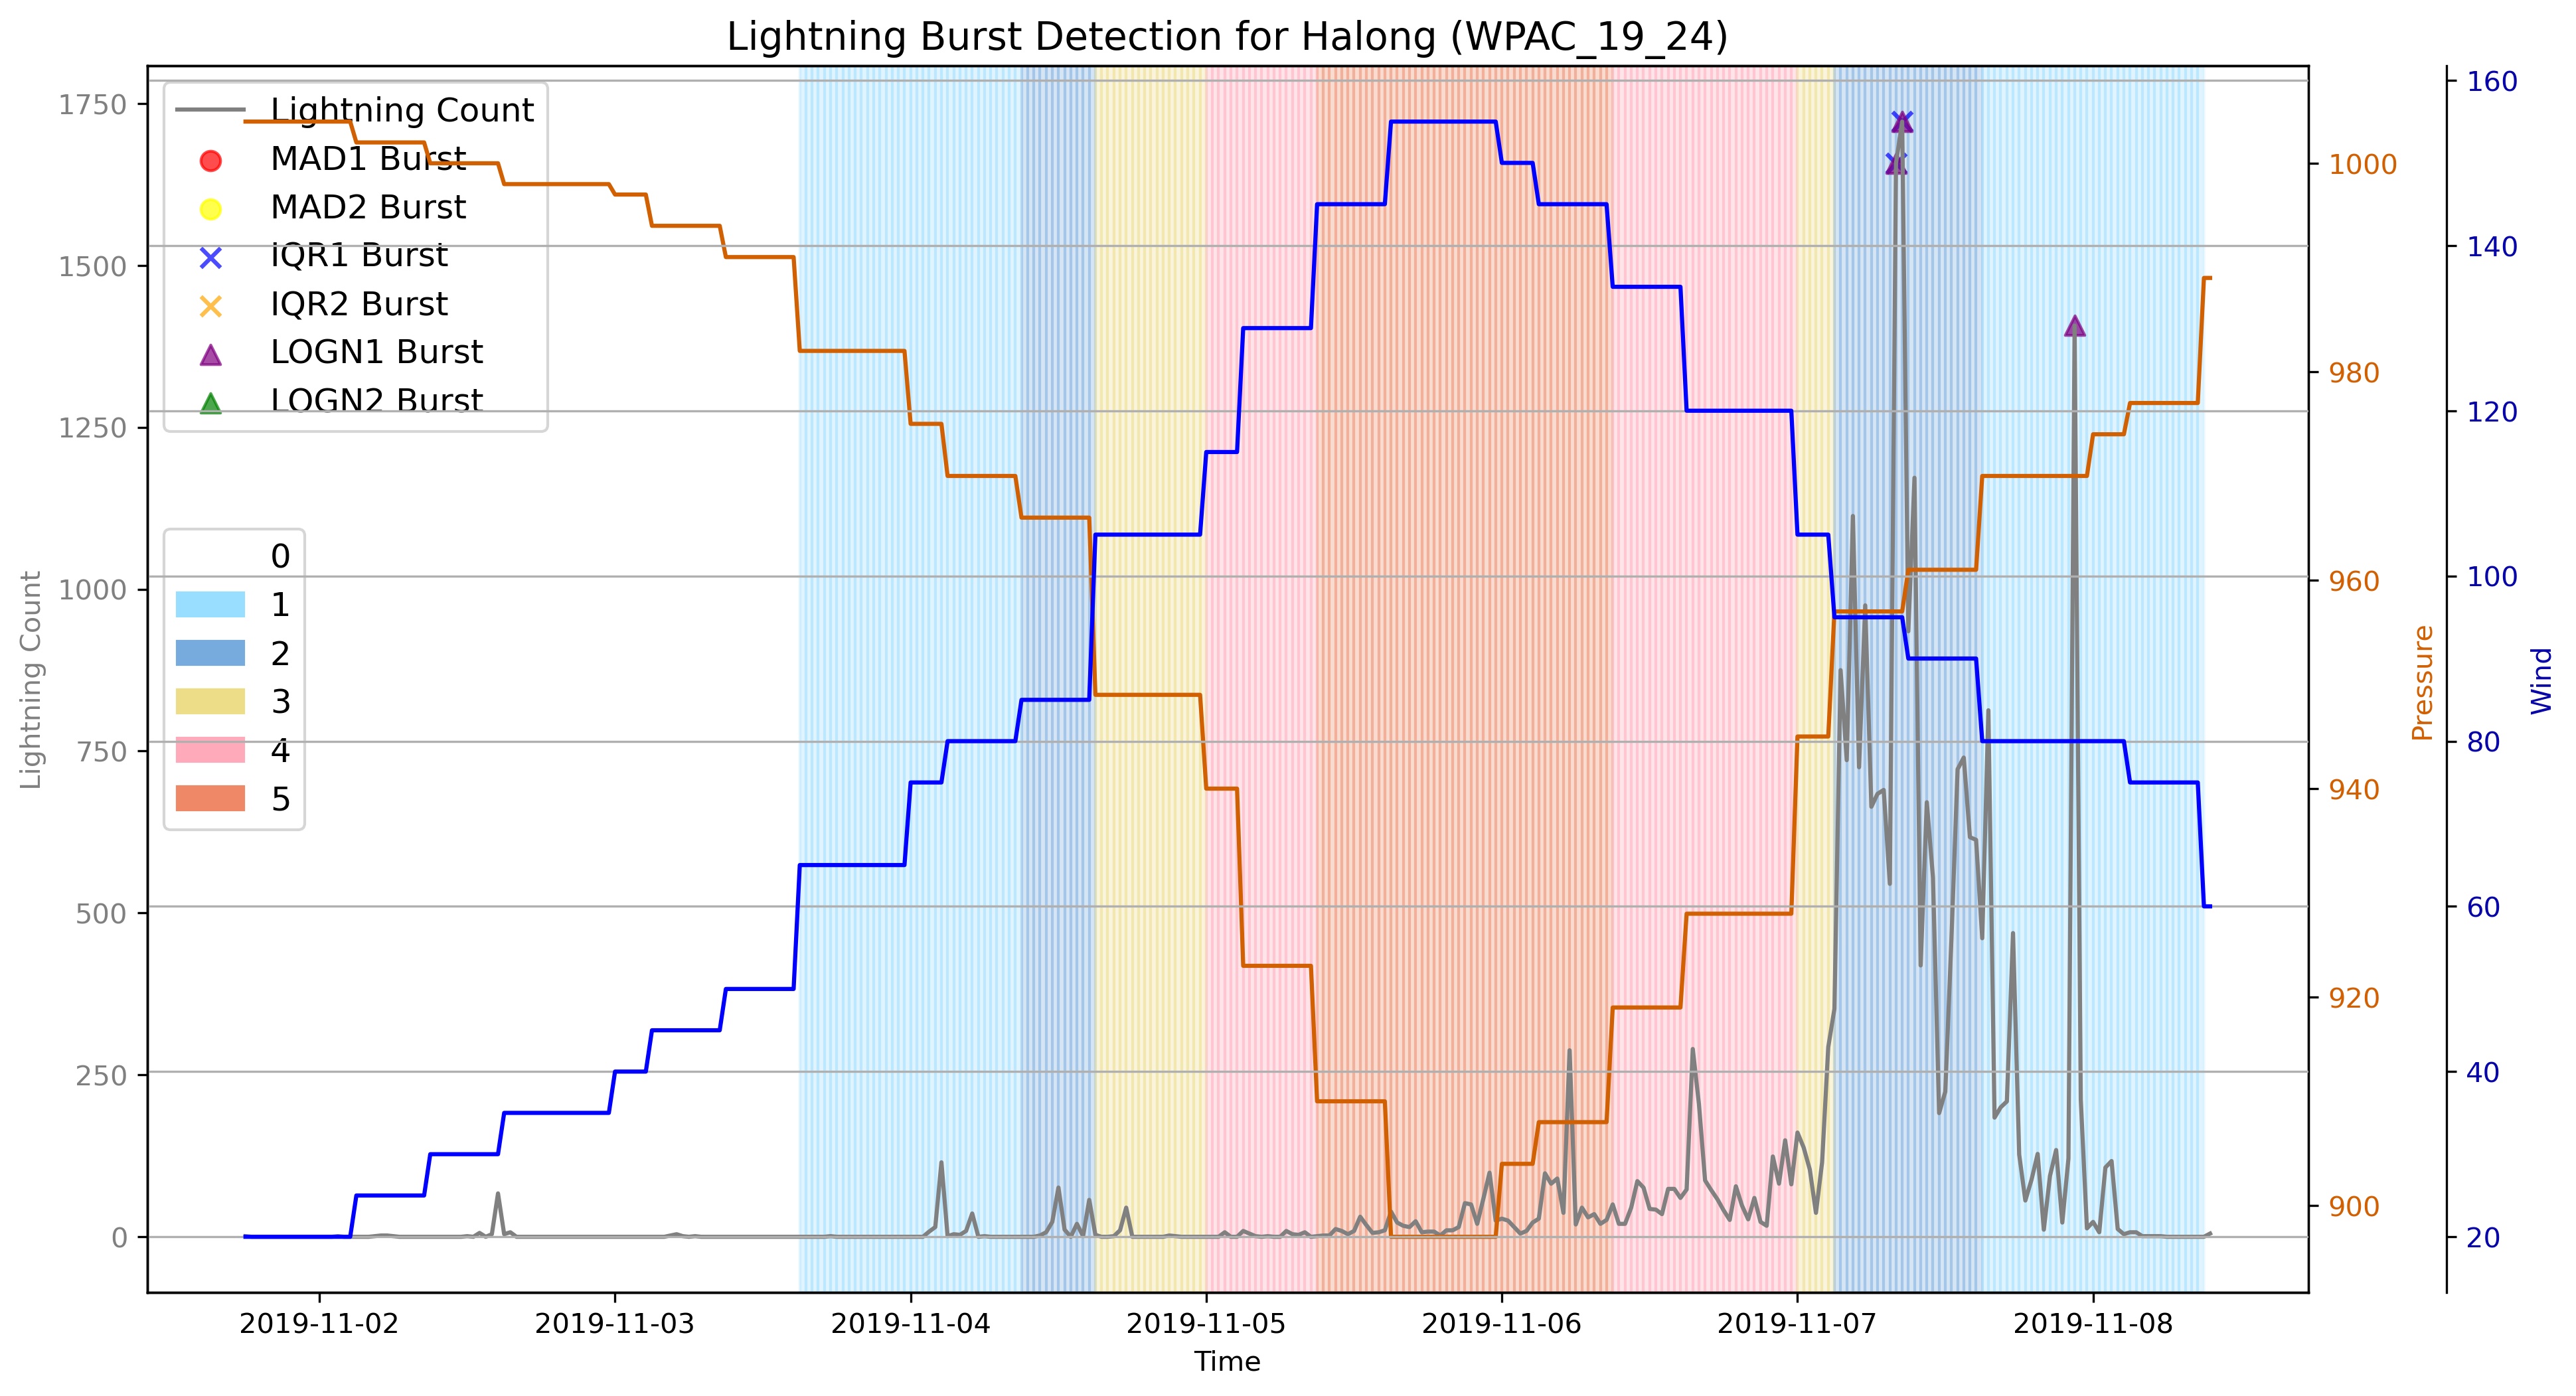 Lightning Burst Detection for Halong (WPAC_19_24)
Lightning Count
MAD1 Burst
MAD2 Burst
IQR1 Burst
IQR2 Burst
LOGN1 Burst
LOGN2 Burst
0
1
2
3
4
5
1750
1500
1250
1000
750
500
250
0
Lightning Count
1000
980
960
940
920
900
Pressure
160
140
120
100
80
60
40
20
Wind
2019-11-02
2019-11-03
2019-11-04
2019-11-05
2019-11-06
2019-11-07
2019-11-08
Time